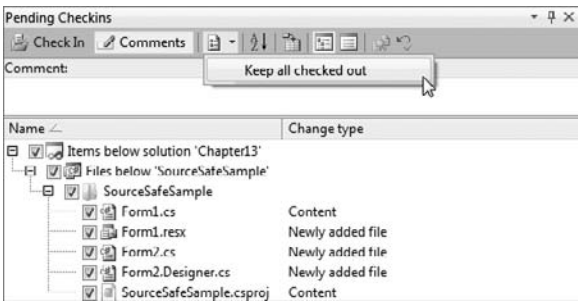 Pending Checkins
Check In Comments
Comment: Keep all checked out
Name Change type
Items below solution 'Chapter13'
Files below 'SourceSafeSample'
SourceSafeSample
Form1.cs Content
Form1.resx Newly added file
Form2.cs Newly added file
Form2.Designer.cs Newly added file
SourceSafeSample.csproj Content